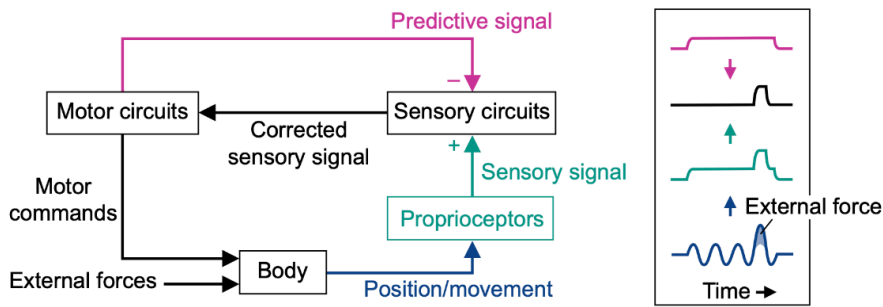 Predictive signal
−
Motor circuits
Sensory circuits
Corrected
sensory signal
+
Sensory signal
Motor
commands
Proprioceptors
External forces
Body
Position/movement
External force
Time